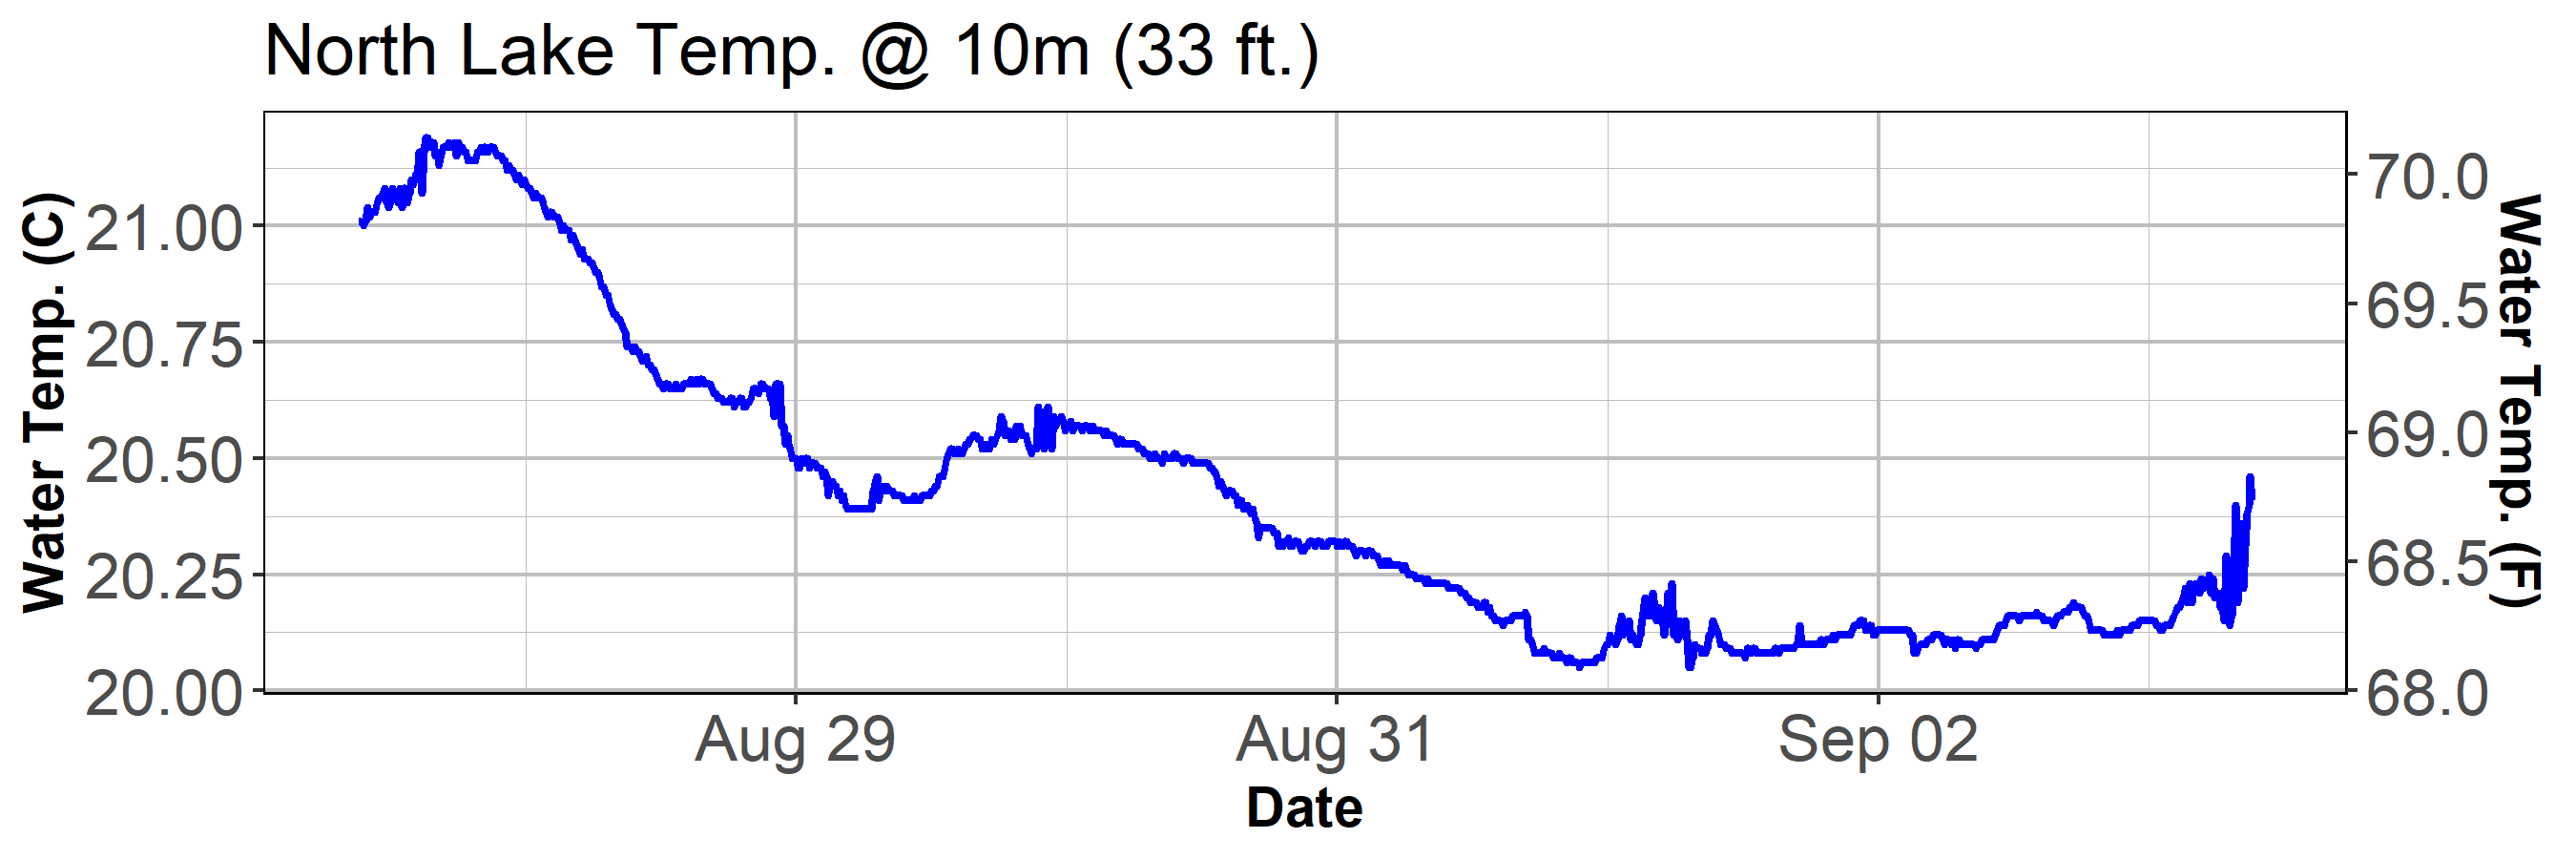 North Lake Temp. @ 10m (33 ft.)
Water Temp. (C)
21.00
20.75
20.50
20.25
20.00
70.0
69.5
69.0
68.5
68.0
Water Temp. (F)
Aug 29 Aug 31 Sep 02
Date